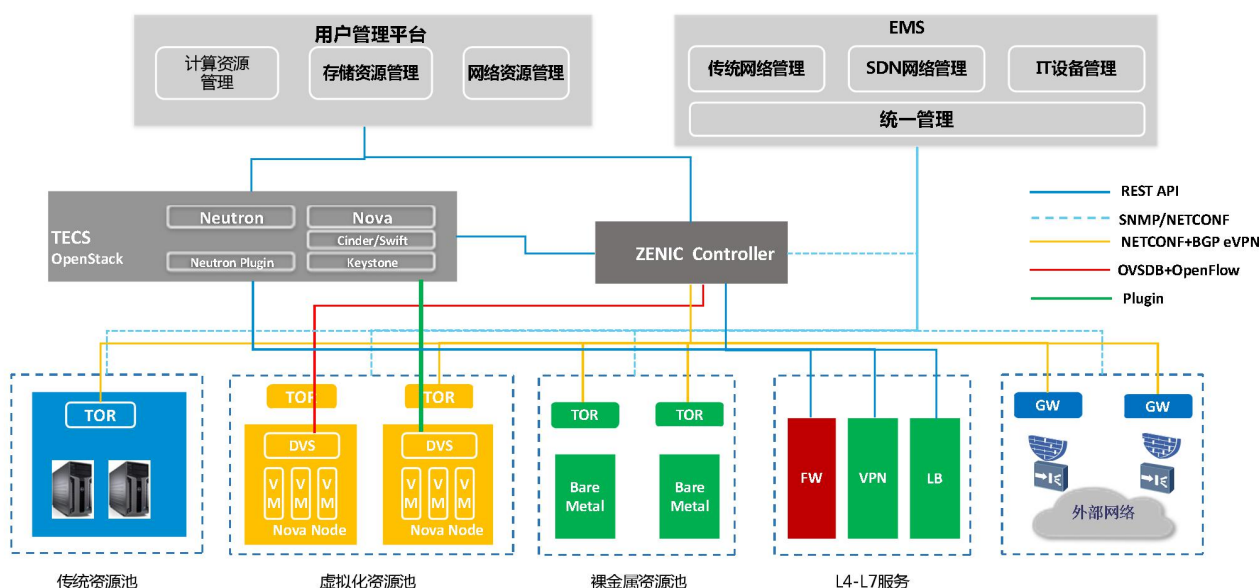 用户管理平台
计算资源
管理
存储资源管理
网络资源管理
EMS
传统网络管理
SDN网络管理
IT设备管理
统一管理
TECS
OpenStack
Neutron
Nova
Cinder/Swift
Neutron Plugin
Keystone
ZENIC Controller
REST API
SNMP/NETCONF
NETCONF+BGP eVPN
OVSDB+OpenFlow
Plugin
TOR
TOR
TOR
TOR
TOR
GW
GW
DVS
DVS
VM
VM
VM
VM
VM
VM
Nova Node
Nova Node
Bare
Metal
Bare
Metal
FW
VPN
LB
外部网络
传统资源池
虚拟化资源池
裸金属资源池
L4-L7服务